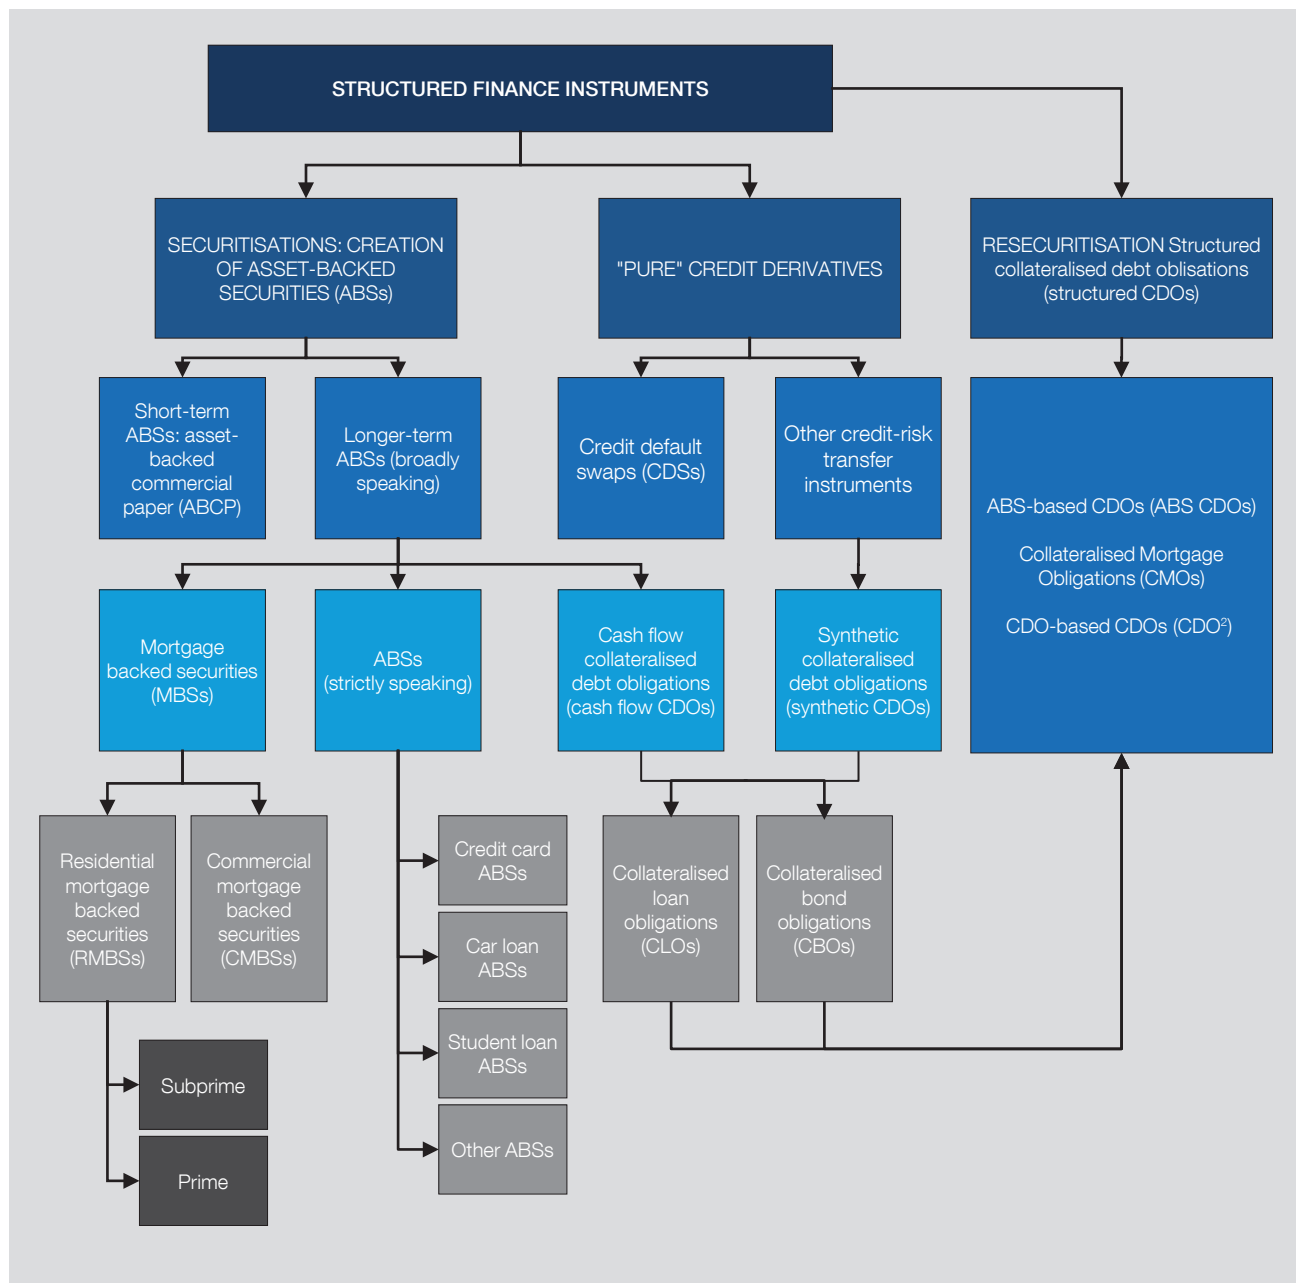 STRUCTURED FINANCE INSTRUMENTS
SECURITISATIONS: CREATION
OF ASSET-BACKED
SECURITIES (ABSs)
"PURE" CREDIT DERIVATIVES
RESECURITISATION Structured
collateralised debt oblisations
(structured CDOs)
Short-term
ABSs: asset-
backed
commercial
paper (ABCP)
Longer-term
ABSs (broadly
speaking)
Credit default
swaps (CDSs)
Other credit-risk
transfer
instruments
ABS-based CDOs (ABS CDOs)
Collateralised Mortgage
Obligations (CMOs)
CDO-based CDOs (CDO²)
Mortgage
backed securities
(MBSs)
ABSs
(strictly speaking)
Cash flow
collateralised
debt obligations
(cash flow CDOs)
Synthetic
collateralised
debt obligations
(synthetic CDOs)
Residential
mortgage
backed
securities
(RMBSs)
Commercial
mortgage
backed
securities
(CMBSs)
Credit card
ABSs
Car loan
ABSs
Student loan
ABSs
Other ABSs
Collateralised
loan
obligations
(CLOs)
Collateralised
bond
obligations
(CBOs)
Subprime
Prime